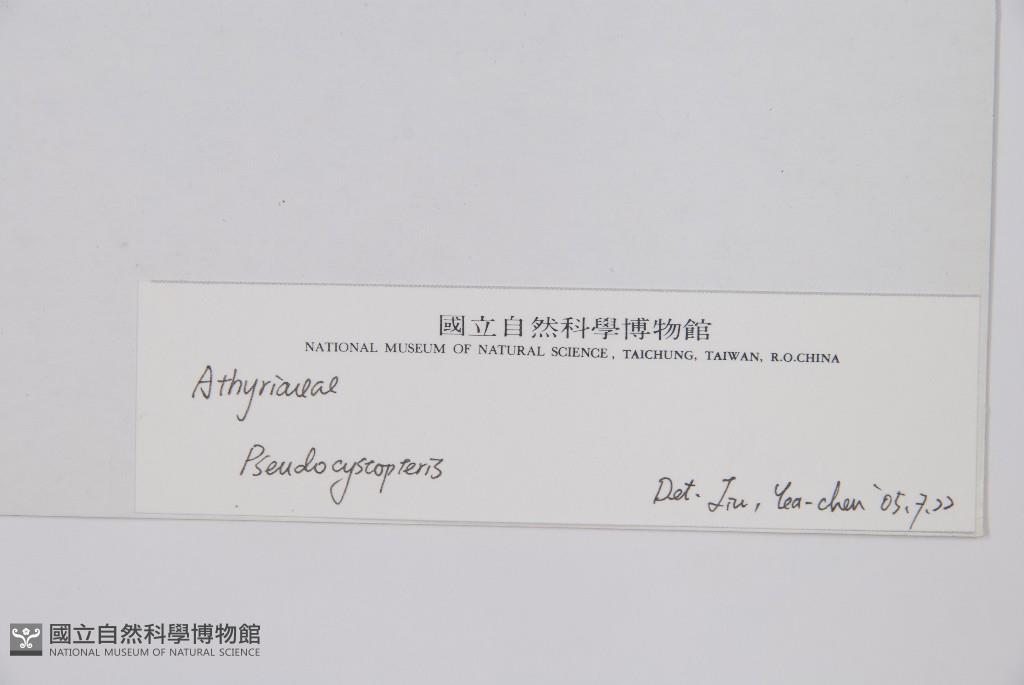 國立自然科學博物館
NATIONAL MUSEUM OF NATURAL SCIENCE, TAICHUNG, TAIWAN, R.O.CHINA
Athyriaceae
Pseudocystopteris
Det. Liu, Yea-chen '05.7.22
國立自然科學博物館
NATIONAL MUSEUM OF NATURAL SCIENCE